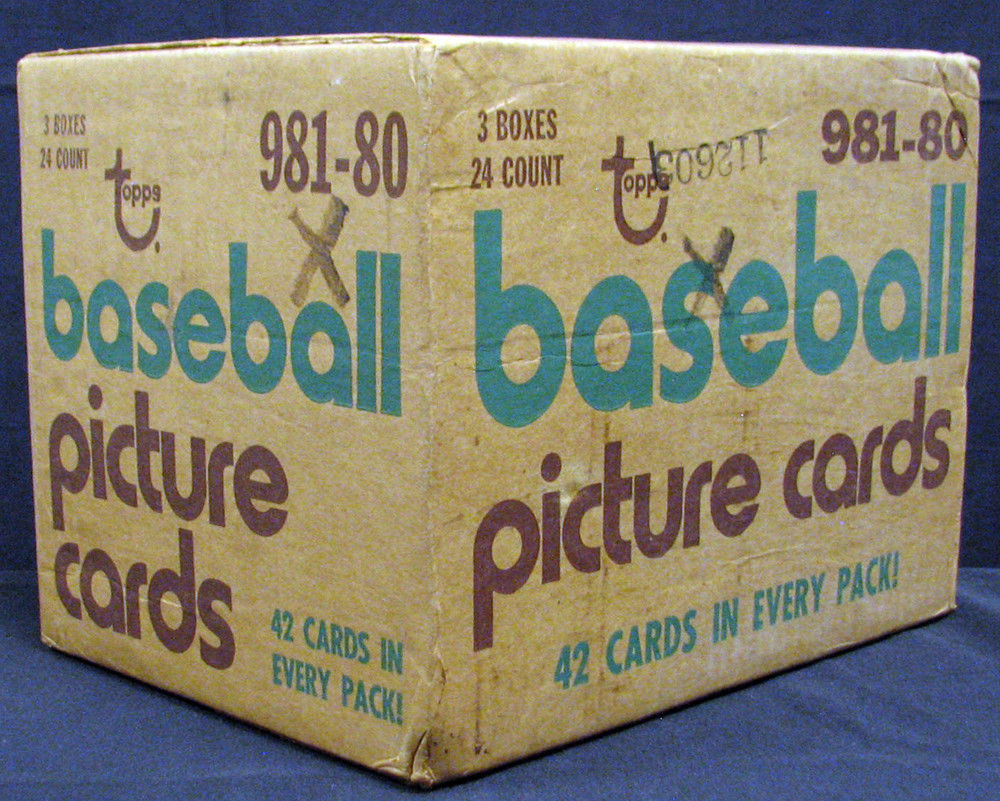 3 BOXES
24 COUNT
topps
981-80
baseball
picture
cards
42 CARDS IN
EVERY PACK!
3 BOXES
24 COUNT
topps
112603
981-80
baseball
picture cards
42 CARDS IN EVERY PACK!